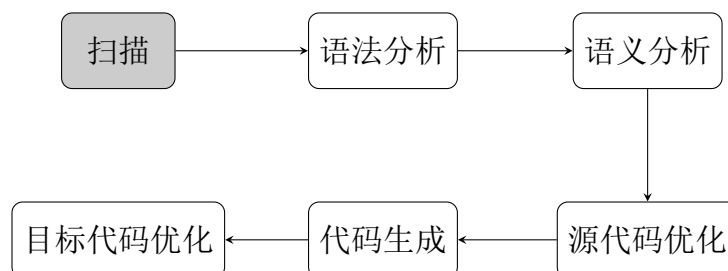 扫描
语法分析
语义分析
源代码优化
代码生成
目标代码优化